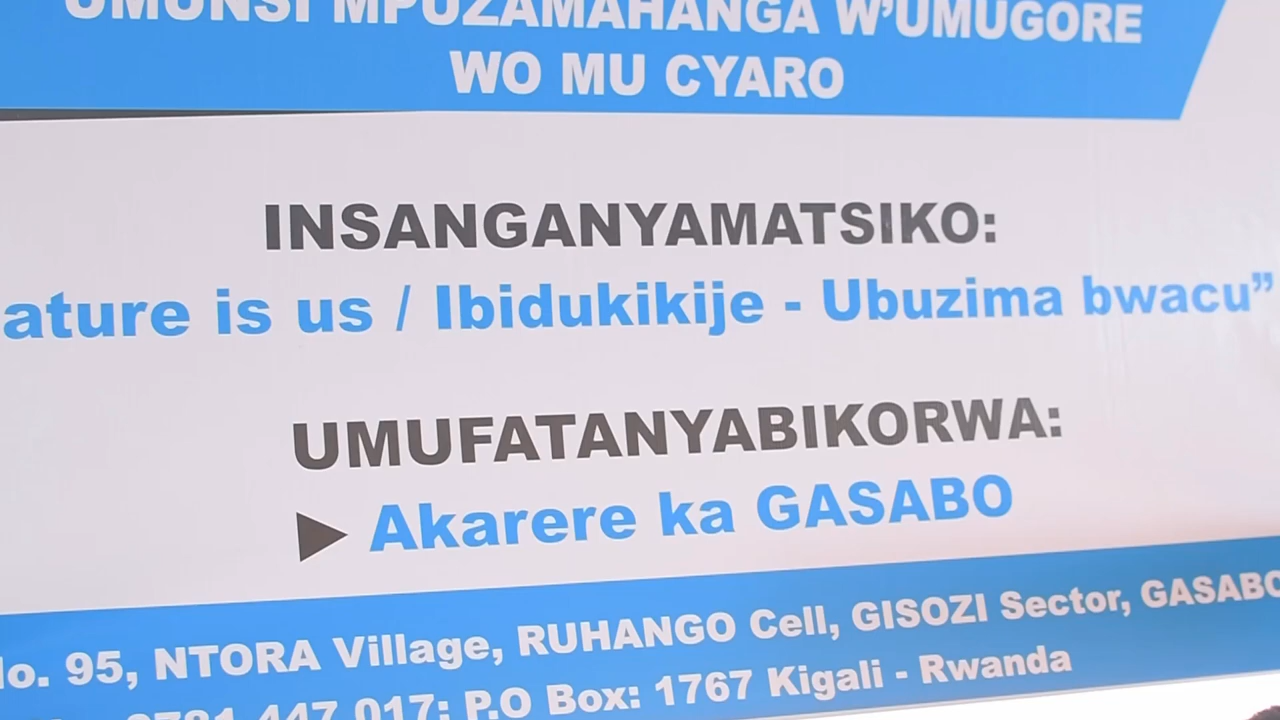 UMUNSI MPUZAMAHANGA W'UMUGORE
WO MU CYARO
INSANGANYAMATSIKO:
ature is us / Ibidukikije - Ubuzima bwacu”
UMUFATANYABIKORWA:
▶ Akarere ka GASABO
lo. 95, NTORA Village, RUHANGO Cell, GISOZI Sector, GASABO
0781 447 017; P.O Box: 1767 Kigali - Rwanda